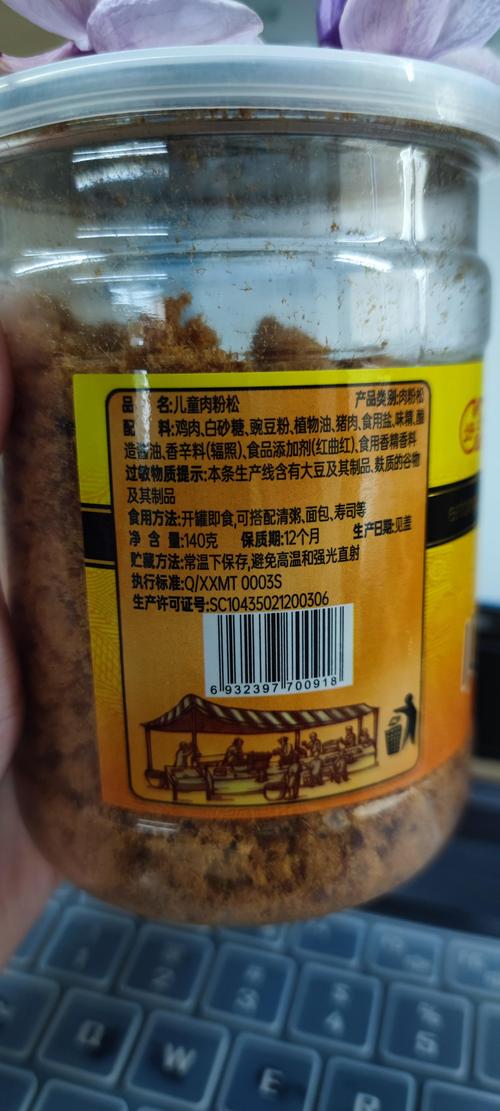 品 名:儿童肉粉松 产品类别:肉粉松
配 料:鸡肉、白砂糖、豌豆粉、植物油、猪肉、食用盐、味精、酿
造酱油、香辛料(辐照)、食品添加剂(红曲红)、食用香精香料
过敏物质提示:本条生产线含有大豆及其制品、麸质的谷物
及其制品
食用方法:开罐即食,可搭配清粥、面包、寿司等
净 含 量:140克 保质期:12个月 生产日期:见盖
贮藏方法:常温下保存,避免高温和强光直射
执行标准:Q/XXMT 0003S
生产许可证号:SC10435021200306
6 932397 700918
1
2
3
4
5
Q
W
E
R